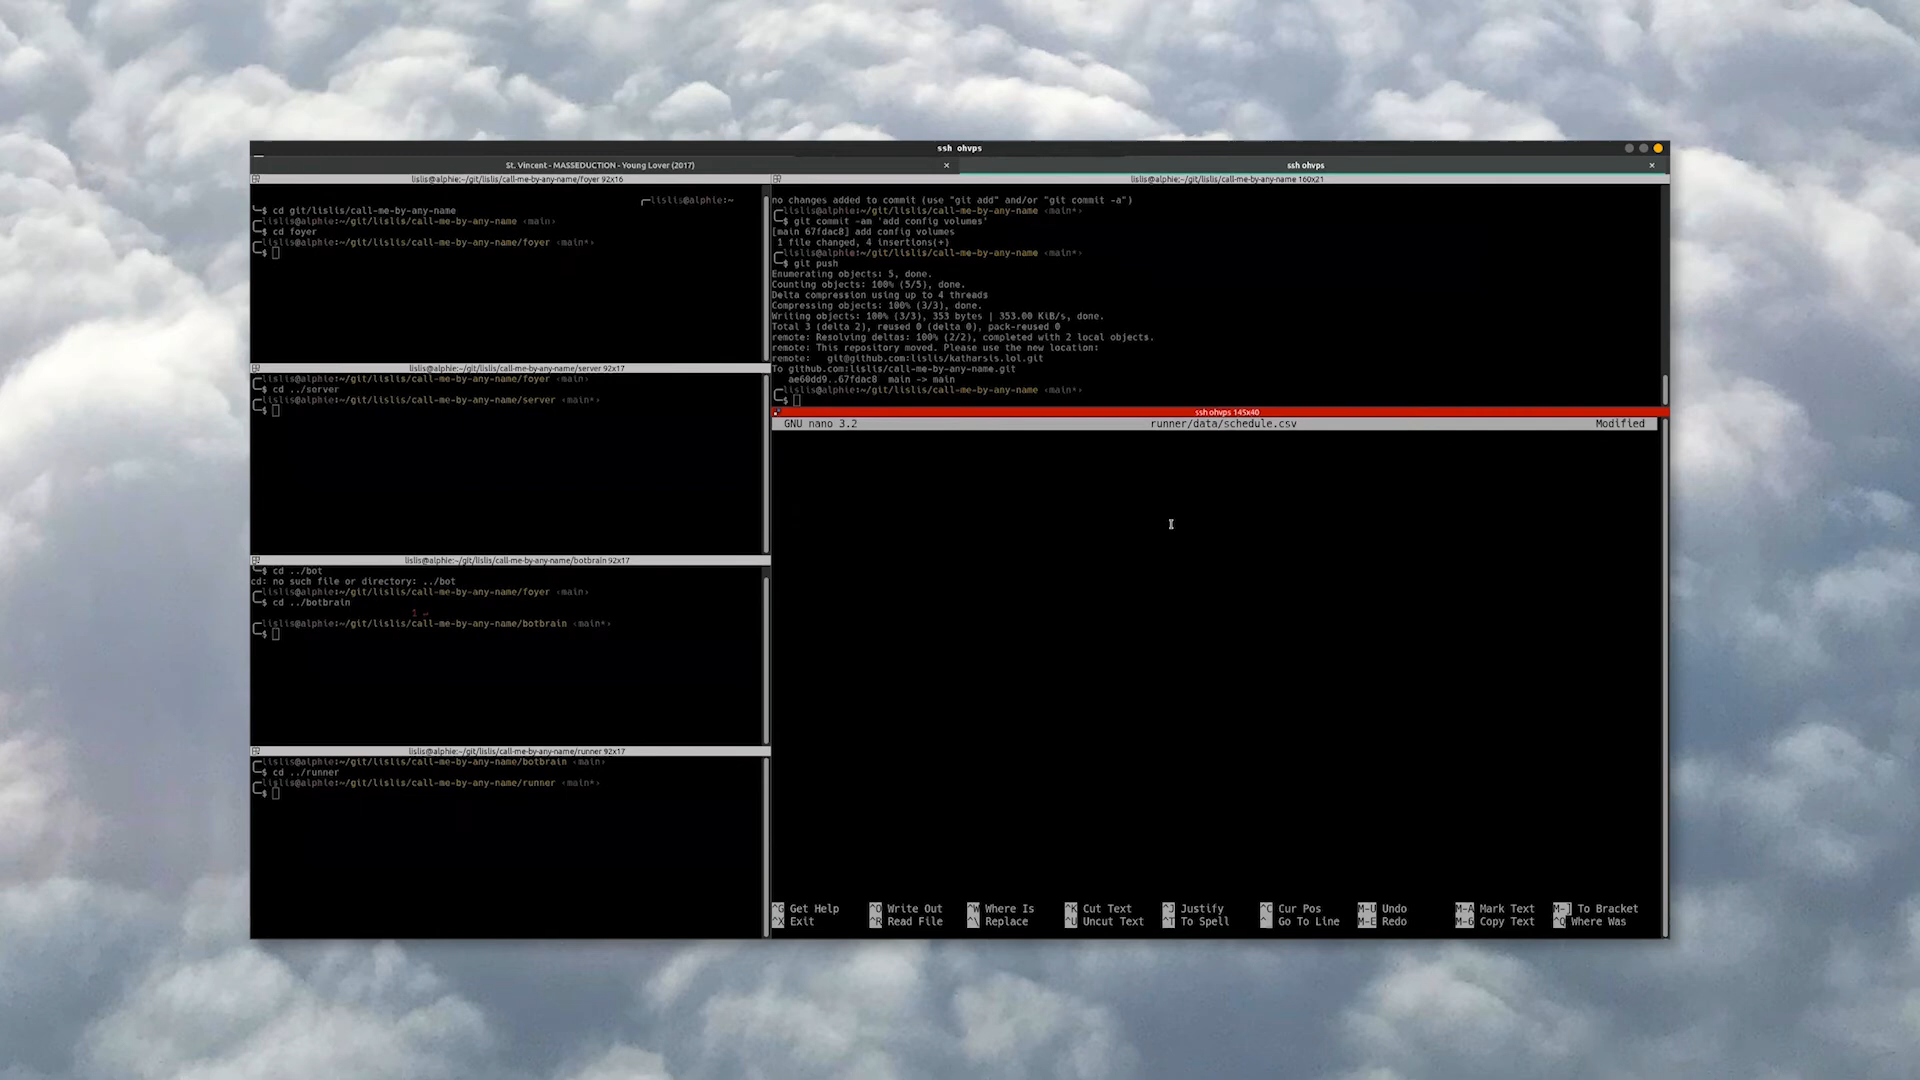 ssh ohvps
St. Vincent - MASSEDUCTION - Young Lover (2017)
ssh ohvps
lislis@alphie:~/git/lislis/call-me-by-any-name/foyer 92x16
lislis@alphie:~
$ cd git/lislis/call-me-by-any-name
lislis@alphie:~/git/lislis/call-me-by-any-name ‹main›
$ cd foyer
lislis@alphie:~/git/lislis/call-me-by-any-name/foyer ‹main*›
$
lislis@alphie:~/git/lislis/call-me-by-any-name/server 92x17
lislis@alphie:~/git/lislis/call-me-by-any-name/foyer ‹main›
$ cd ../server
lislis@alphie:~/git/lislis/call-me-by-any-name/server ‹main*›
$
lislis@alphie:~/git/lislis/call-me-by-any-name/botbrain 92x17
$ cd ../bot
cd: no such file or directory: ../bot
lislis@alphie:~/git/lislis/call-me-by-any-name/foyer ‹main›
$ cd ../botbrain
1 ↵
lislis@alphie:~/git/lislis/call-me-by-any-name/botbrain ‹main*›
$
lislis@alphie:~/git/lislis/call-me-by-any-name/runner 92x17
lislis@alphie:~/git/lislis/call-me-by-any-name/botbrain ‹main›
$ cd ../runner
lislis@alphie:~/git/lislis/call-me-by-any-name/runner ‹main*›
$
lislis@alphie:~/git/lislis/call-me-by-any-name 160x21
no changes added to commit (use "git add" and/or "git commit -a")
lislis@alphie:~/git/lislis/call-me-by-any-name ‹main*›
$ git commit -am 'add config volumes'
[main 67fdac8] add config volumes
1 file changed, 4 insertions(+)
lislis@alphie:~/git/lislis/call-me-by-any-name ‹main*›
$ git push
Enumerating objects: 5, done.
Counting objects: 100% (5/5), done.
Delta compression using up to 4 threads
Compressing objects: 100% (3/3), done.
Writing objects: 100% (3/3), 353 bytes | 353.00 KiB/s, done.
Total 3 (delta 2), reused 0 (delta 0), pack-reused 0
remote: Resolving deltas: 100% (2/2), completed with 2 local objects.
remote: This repository moved. Please use the new location:
remote:   git@github.com:lislis/katharsis.lol.git
To github.com:lislis/call-me-by-any-name.git
ae60dd9..67fdac8  main -> main
lislis@alphie:~/git/lislis/call-me-by-any-name ‹main*›
$
ssh ohvps 145x40
GNU nano 3.2 runner/data/schedule.csv Modified
^G Get Help ^O Write Out ^W Where Is ^K Cut Text ^J Justify ^C Cur Pos M-U Undo M-A Mark Text M-] To Bracket
^X Exit ^R Read File ^\ Replace ^U Uncut Text ^T To Spell ^_ Go To Line M-E Redo M-6 Copy Text ^Q Where Was